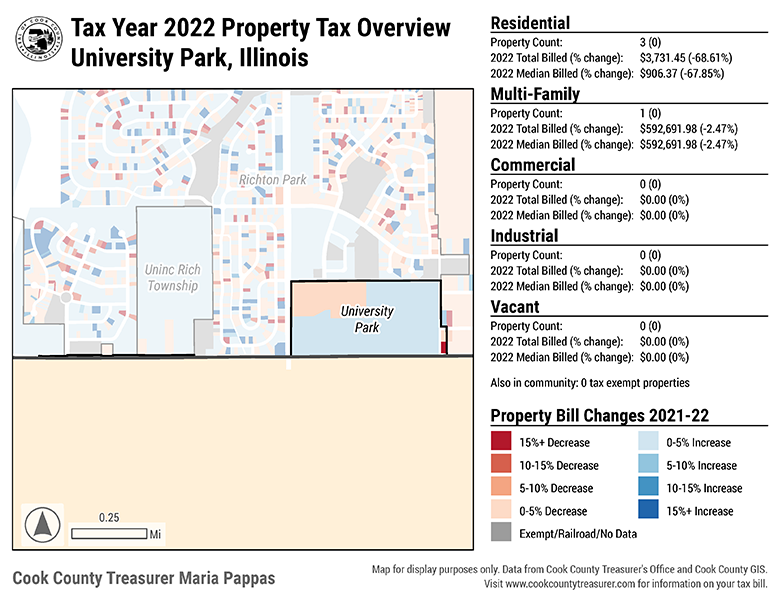 Tax Year 2022 Property Tax Overview
University Park, Illinois
Richton Park
Uninc Rich
Township
University
Park
0.25
Mi
Residential
Property Count: 3 (0)
2022 Total Billed (% change): $3,731.45 (-68.61%)
2022 Median Billed (% change): $906.37 (-67.85%)
Multi-Family
Property Count: 1 (0)
2022 Total Billed (% change): $592,691.98 (-2.47%)
2022 Median Billed (% change): $592,691.98 (-2.47%)
Commercial
Property Count: 0 (0)
2022 Total Billed (% change): $0.00 (0%)
2022 Median Billed (% change): $0.00 (0%)
Industrial
Property Count: 0 (0)
2022 Total Billed (% change): $0.00 (0%)
2022 Median Billed (% change): $0.00 (0%)
Vacant
Property Count: 0 (0)
2022 Total Billed (% change): $0.00 (0%)
2022 Median Billed (% change): $0.00 (0%)
Also in community: 0 tax exempt properties
Property Bill Changes 2021-22
15%+ Decrease
10-15% Decrease
5-10% Decrease
0-5% Decrease
Exempt/Railroad/No Data
0-5% Increase
5-10% Increase
10-15% Increase
15%+ Increase
Cook County Treasurer Maria Pappas
Map for display purposes only. Data from Cook County Treasurer's Office and Cook County GIS.
Visit www.cookcountytreasurer.com for information on your tax bill.